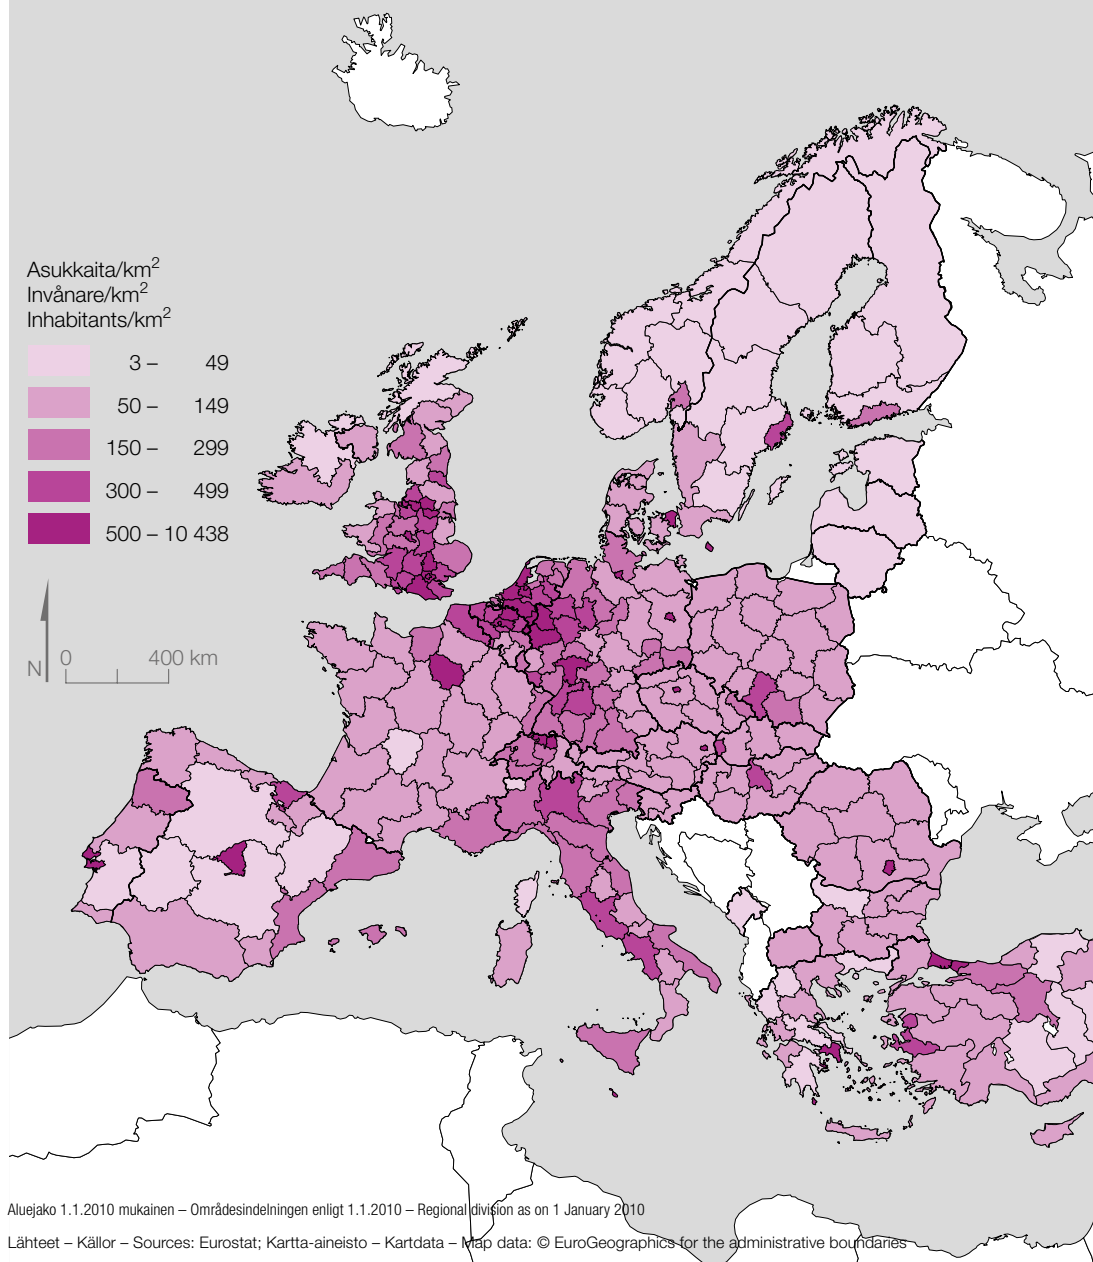 Asukkaita/km²
Invånare/km²
Inhabitants/km²
3 – 49
50 – 149
150 – 299
300 – 499
500 – 10 438
N 0 400 km
Aluejako 1.1.2010 mukainen – Områdesindelningen enligt 1.1.2010 – Regional division as on 1 January 2010
Lähteet – Källor – Sources: Eurostat; Kartta-aineisto – Kartdata – Map data: © EuroGeographics for the administrative boundaries